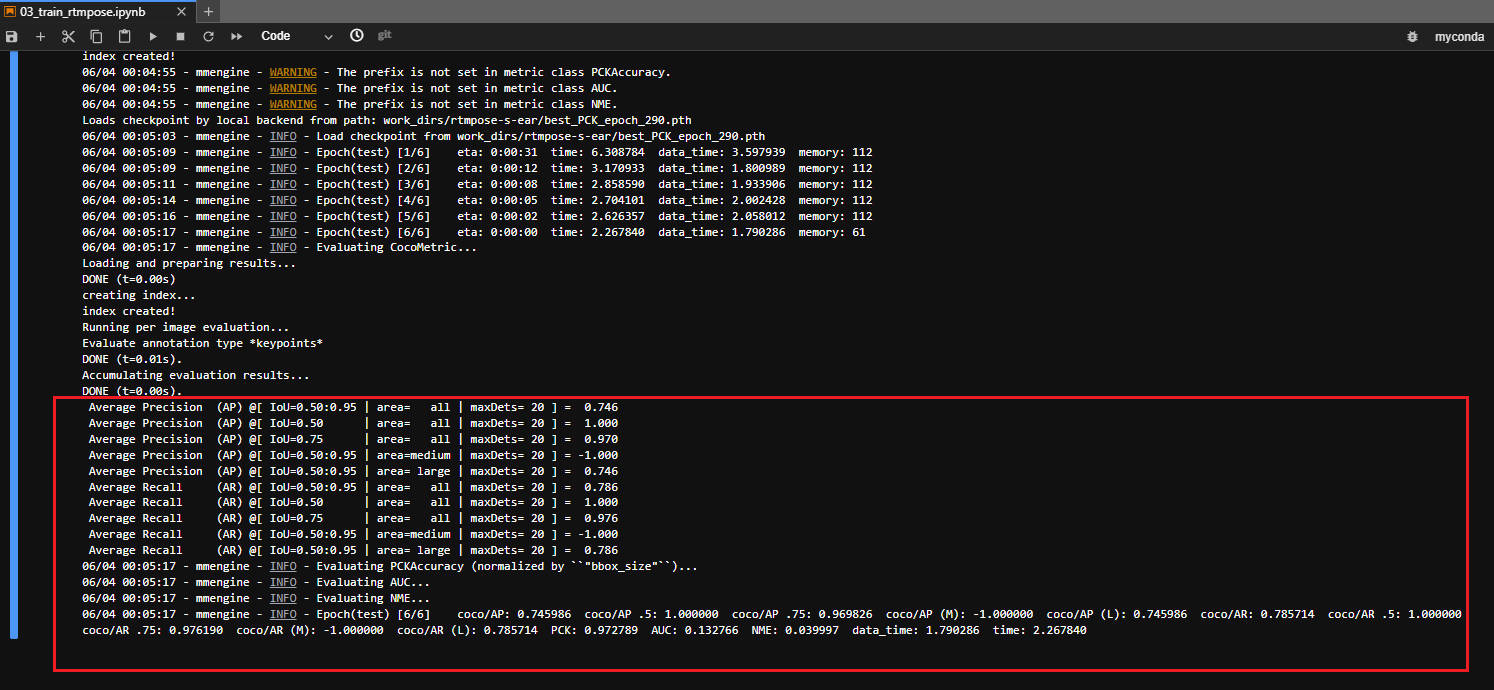 03_train_rtmpose.ipynb
Code git myconda
index created!
06/04 00:04:55 - mmengine - WARNING - The prefix is not set in metric class PCKAccuracy.
06/04 00:04:55 - mmengine - WARNING - The prefix is not set in metric class AUC.
06/04 00:04:55 - mmengine - WARNING - The prefix is not set in metric class NME.
Loads checkpoint by local backend from path: work_dirs/rtmpose-s-ear/best_PCK_epoch_290.pth
06/04 00:05:03 - mmengine - INFO - Load checkpoint from work_dirs/rtmpose-s-ear/best_PCK_epoch_290.pth
06/04 00:05:09 - mmengine - INFO - Epoch(test) [1/6]    eta: 0:00:31  time: 6.308784  data_time: 3.597939  memory: 112
06/04 00:05:09 - mmengine - INFO - Epoch(test) [2/6]    eta: 0:00:12  time: 3.170933  data_time: 1.800989  memory: 112
06/04 00:05:11 - mmengine - INFO - Epoch(test) [3/6]    eta: 0:00:08  time: 2.858590  data_time: 1.933906  memory: 112
06/04 00:05:14 - mmengine - INFO - Epoch(test) [4/6]    eta: 0:00:05  time: 2.704101  data_time: 2.002428  memory: 112
06/04 00:05:16 - mmengine - INFO - Epoch(test) [5/6]    eta: 0:00:02  time: 2.626357  data_time: 2.058012  memory: 112
06/04 00:05:17 - mmengine - INFO - Epoch(test) [6/6]    eta: 0:00:00  time: 2.267840  data_time: 1.790286  memory: 61
06/04 00:05:17 - mmengine - INFO - Evaluating CocoMetric...
Loading and preparing results...
DONE (t=0.00s)
creating index...
index created!
Running per image evaluation...
Evaluate annotation type *keypoints*
DONE (t=0.01s).
Accumulating evaluation results...
DONE (t=0.00s).
Average Precision  (AP) @[ IoU=0.50:0.95 | area=   all | maxDets= 20 ] =  0.746
Average Precision  (AP) @[ IoU=0.50      | area=   all | maxDets= 20 ] =  1.000
Average Precision  (AP) @[ IoU=0.75      | area=   all | maxDets= 20 ] =  0.970
Average Precision  (AP) @[ IoU=0.50:0.95 | area=medium | maxDets= 20 ] = -1.000
Average Precision  (AP) @[ IoU=0.50:0.95 | area= large | maxDets= 20 ] =  0.746
Average Recall     (AR) @[ IoU=0.50:0.95 | area=   all | maxDets= 20 ] =  0.786
Average Recall     (AR) @[ IoU=0.50      | area=   all | maxDets= 20 ] =  1.000
Average Recall     (AR) @[ IoU=0.75      | area=   all | maxDets= 20 ] =  0.976
Average Recall     (AR) @[ IoU=0.50:0.95 | area=medium | maxDets= 20 ] = -1.000
Average Recall     (AR) @[ IoU=0.50:0.95 | area= large | maxDets= 20 ] =  0.786
06/04 00:05:17 - mmengine - INFO - Evaluating PCKAccuracy (normalized by ``"bbox_size"``)...
06/04 00:05:17 - mmengine - INFO - Evaluating AUC...
06/04 00:05:17 - mmengine - INFO - Evaluating NME...
06/04 00:05:17 - mmengine - INFO - Epoch(test) [6/6]    coco/AP: 0.745986  coco/AP .5: 1.000000  coco/AP .75: 0.969826  coco/AP (M): -1.000000  coco/AP (L): 0.745986  coco/AR: 0.785714  coco/AR .5: 1.000000
coco/AR .75: 0.976190  coco/AR (M): -1.000000  coco/AR (L): 0.785714  PCK: 0.972789  AUC: 0.132766  NME: 0.039997  data_time: 1.790286  time: 2.267840